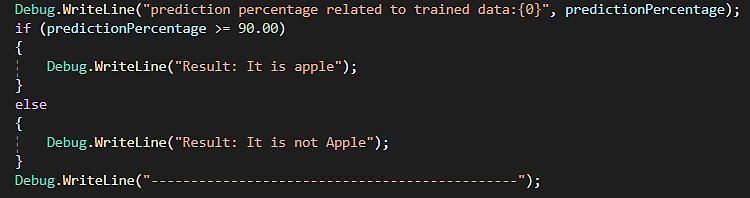 Debug.WriteLine("prediction percentage related to trained data:{0}", predictionPercentage);
if (predictionPercentage >= 90.00)
{
    Debug.WriteLine("Result: It is apple");
}
else
{
    Debug.WriteLine("Result: It is not Apple");
}
Debug.WriteLine("----------------------------------------------");